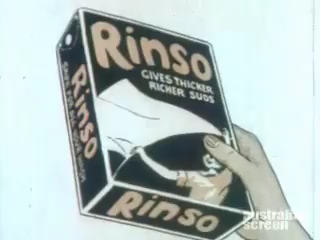 Rinso
GIVES THICKER,
RICHER SUDS
Rinso
Rinso
australian
screen